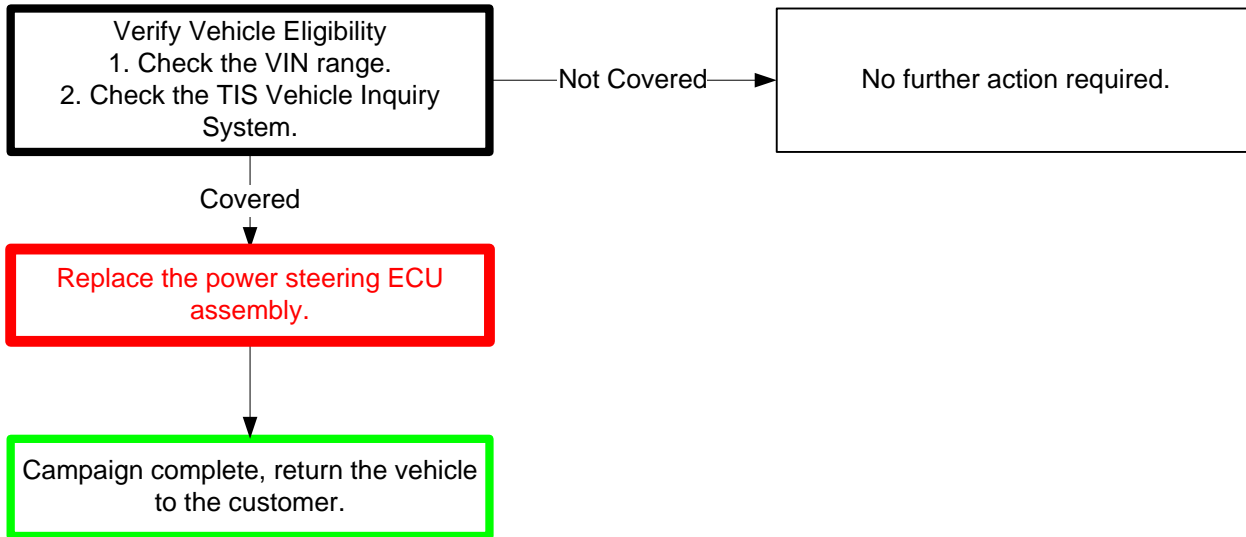 Verify Vehicle Eligibility
1. Check the VIN range.
2. Check the TIS Vehicle Inquiry
System.
Not Covered
No further action required.
Covered
Replace the power steering ECU
assembly.
Campaign complete, return the vehicle
to the customer.